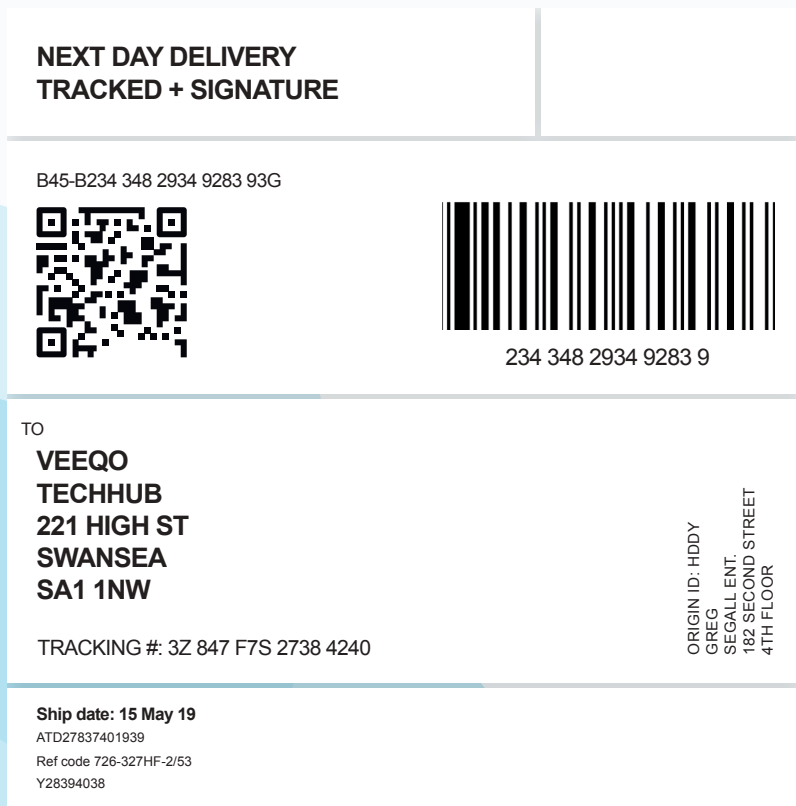 NEXT DAY DELIVERY
TRACKED + SIGNATURE
B45-B234 348 2934 9283 93G
234 348 2934 9283 9
TO
VEEQO
TECHHUB
221 HIGH ST
SWANSEA
SA1 1NW
TRACKING #: 3Z 847 F7S 2738 4240
ORIGIN ID: HDDY
GREG
SEGALL ENT.
182 SECOND STREET
4TH FLOOR
Ship date: 15 May 19
ATD27837401939
Ref code 726-327HF-2/53
Y28394038